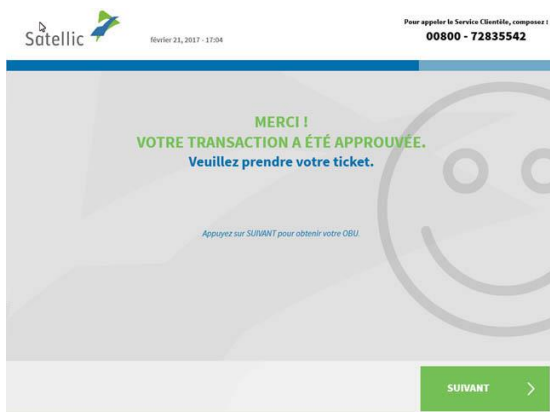 Satellic
février 21, 2017 - 17:04
Pour appeler le Service Clientèle, composez :
00800 - 72835542
MERCI !
VOTRE TRANSACTION A ÉTÉ APPROUVÉE.
Veuillez prendre votre ticket.
Appuyez sur SUIVANT pour obtenir votre OBU.
SUIVANT